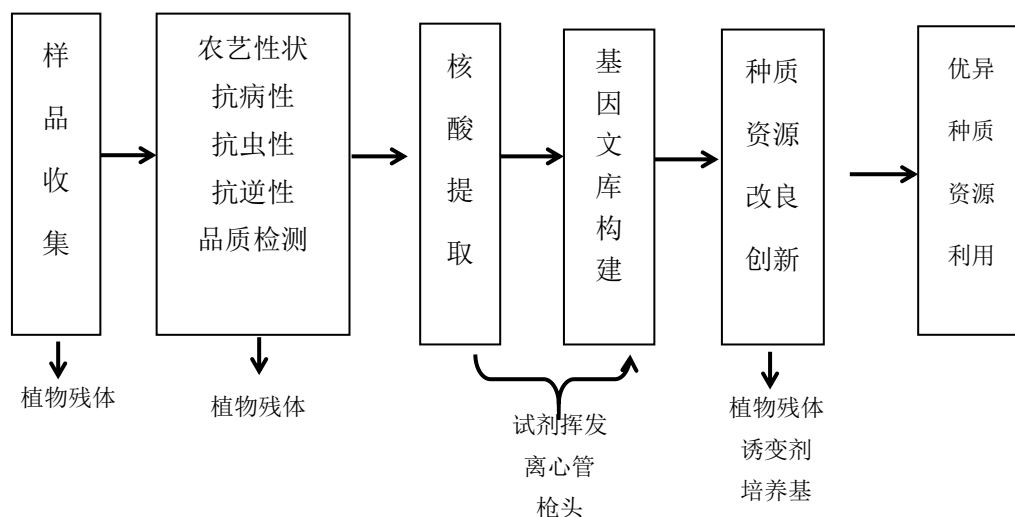 样
品
收
集
农艺性状
抗病性
抗虫性
抗逆性
品质检测
核
酸
提
取
基
因
文
库
构
建
种质
资源
改良
创新
优异
种质
资源
利用
植物残体
植物残体
试剂挥发
离心管
枪头
植物残体
诱变剂
培养基